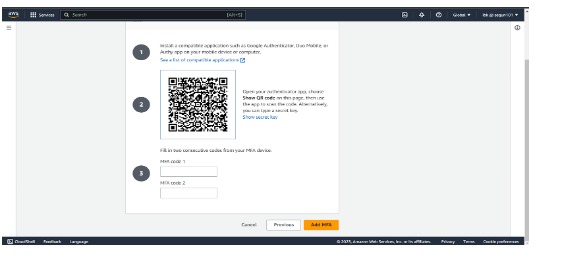 aws Services Search [Alt+S] Global
1 Install a compatible application such as Google Authenticator, Duo Mobile, or
Authy app on your mobile device or computer.
See a list of compatible applications
2 Open your authenticator app, choose
Show QR code on this page, then use
the app to scan the code. Alternatively,
you can type a secret key.
Show secret key
3 Fill in two consecutive codes from your MFA device.
MFA code 1
MFA code 2
Cancel Previous Add MFA
CloudShell Feedback Language © 2023, Amazon Web Services, Inc. or its affiliates. Privacy Terms Cookie preferences